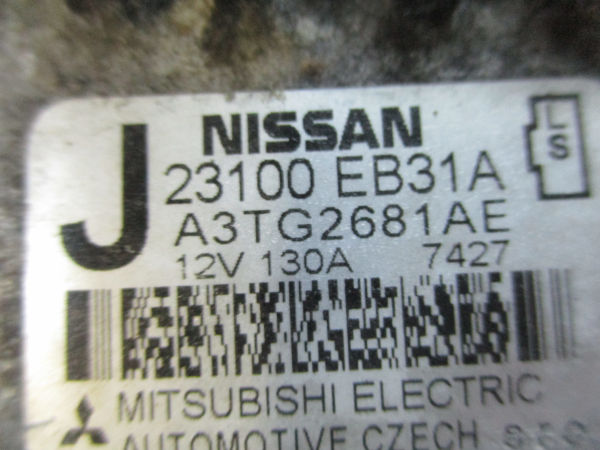 J
NISSAN
L
S
23100 EB31A
A3TG2681AE
12V 130A 7427
MITSUBISHI ELECTRIC
AUTOMOTIVE CZECH